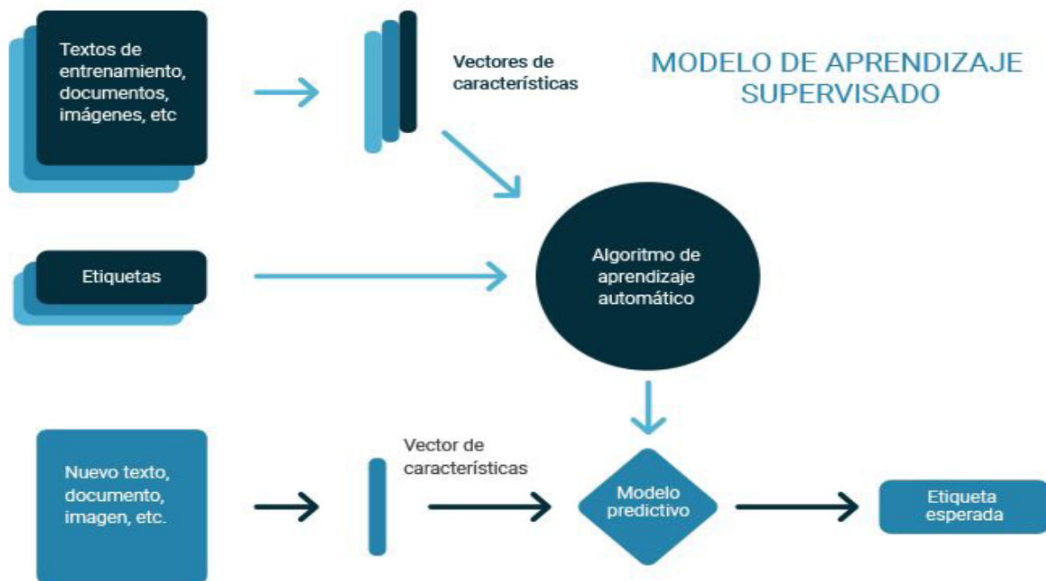 Textos de
entrenamiento,
documentos,
imágenes, etc
Vectores de
características
MODELO DE APRENDIZAJE
SUPERVISADO
Etiquetas
Algoritmo de
aprendizaje
automático
Nuevo texto,
documento,
imagen, etc.
Vector de
características
Modelo
predictivo
Etiqueta
esperada